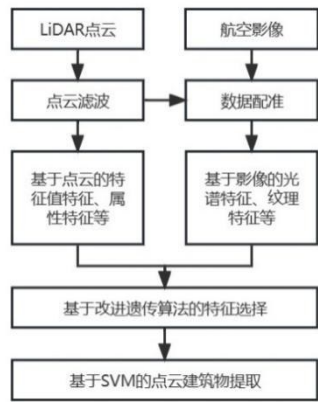 LiDAR点云
航空影像
点云滤波
数据配准
基于点云的特
征值特征、属
性特征等
基于影像的光
谱特征、纹理
特征等
基于改进遗传算法的特征选择
基于SVM的点云建筑物提取